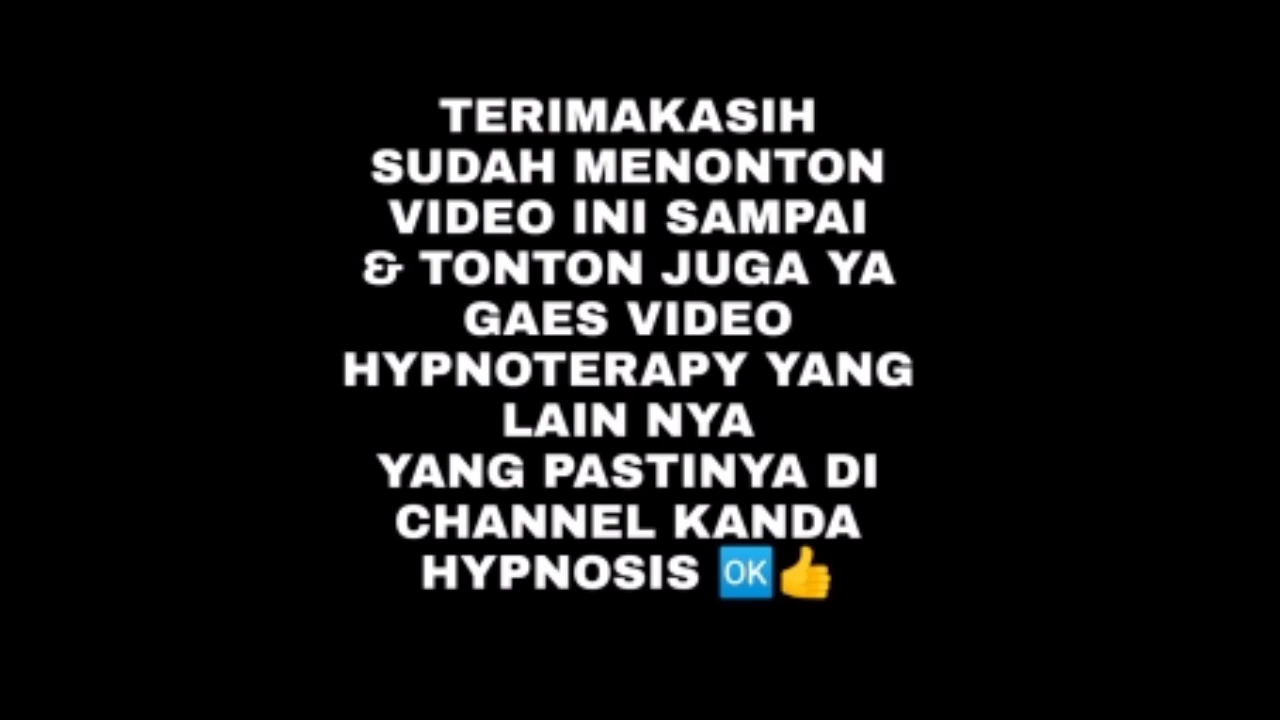 TERIMAKASIH
SUDAH MENONTON
VIDEO INI SAMPAI
& TONTON JUGA YA
GAES VIDEO
HYPNOTERAPY YANG
LAIN NYA
YANG PASTINYA DI
CHANNEL KANDA
HYPNOSIS 🆗👍